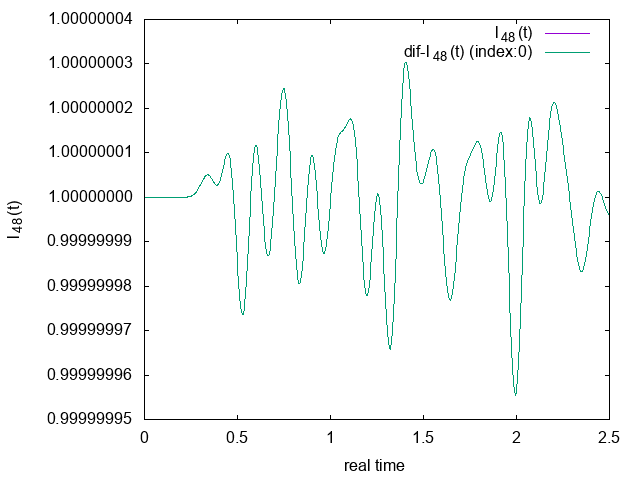 1.00000004
1.00000003
1.00000002
1.00000001
1.00000000
0.99999999
0.99999998
0.99999997
0.99999996
0.99999995
I48(t)
I48(t)
dif-I48(t) (index:0)
0 0.5 1 1.5 2 2.5
real time